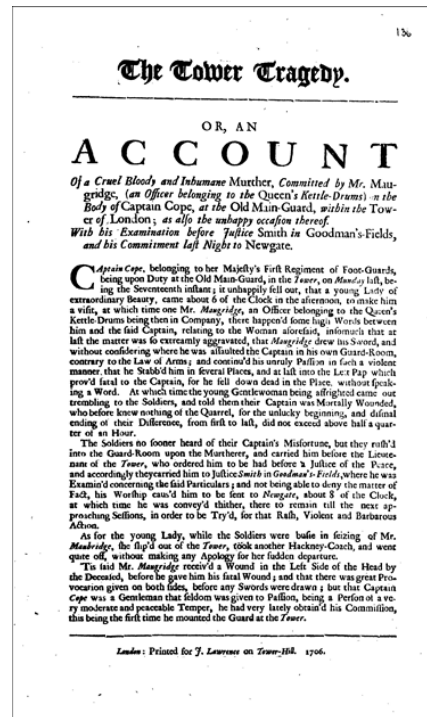 136
The Tower Tragedy.
OR, AN
ACCOUNT
Of a Cruel Bloody and Inhumane Murther, Committed by Mr. Mau-
gridge, (an Officer belonging to the Queen's Kettle-Drums) on the
Body of Captain Cope, at the Old Main-Guard, within the Tow-
er of London; as also the unhappy occasion thereof.
With his Examination before Justice Smith in Goodman's-Fields,
and his Commitment last Night to Newgate.
CAptain Cope, belonging to her Majesty's First Regiment of Foot-Guards,
being upon Duty at the Old Main-Guard, in the Tower, on Munday last, be-
ing the Seventeenth instant; it unhappily fell out, that a young Lady of
extraordinary Beauty, came about 6 of the Clock in the afternoon, to make him
a visit, at which time one Mr. Maugridge, an Officer belonging to the Queen's
Kettle-Drums being then in Company, there happen'd some high Words between
him and the said Captain, relating to the Woman aforesaid, insomuch that at
last the matter was so extreamly aggravated, that Maugridge drew his Sword, and
without considering where he was assaulted the Captain in his own Guard-Room,
contrary to the Law of Arms; and continu'd his unruly Passion in such a violent
manner, that he Stabb'd him in several Places, and at last into the Left Pap which
prov'd fatal to the Captain, for he fell down dead in the Place, without speak-
ing a Word. At which time the young Gentlewoman being affrighted came out
trembling to the Soldiers, and told them their Captain was Mortally Wounded,
who before knew nothing of the Quarrel, for the unlucky beginning, and dismal
ending of their Difference, from first to last, did not exceed above half a quar-
ter of an Hour.
The Soldiers no sooner heard of their Captain's Misfortune, but they rush'd
into the Guard-Room upon the Murtherer, and carried him before the Lieute-
nant of the Tower, who ordered him to be had before a Justice of the Peace,
and accordingly they carried him to Justice Smith in Goodman's-Fields, where he was
Examin'd concerning the said Particulars; and not being able to deny the matter of
Fact, his Worship caus'd him to be sent to Newgate, about 8 of the Clock,
at which time he was convey'd thither, there to remain till the next ap-
proaching Sessions, in order to be Try'd, for that Rash, Violent and Barbarous
Action.
As for the young Lady, while the Soldiers were busie in seizing of Mr.
Maubridge, she slip'd out of the Tower, took another Hackney-Coach, and went
quite off, without making any Apology for her sudden departure.
'Tis said Mr. Maugridge receiv'd a Wound in the Left Side of the Head by
the Deceased, before he gave him his fatal Wound; and that there was great Pro-
vocation given on both sides, before any Swords were drawn; but that Captain
Cope was a Gentleman that seldom was given to Passion, being a Person of a ve-
ry moderate and peaceable Temper, he had very lately obtain'd his Commission,
this being the first time he mounted the Guard at the Tower.
London: Printed for J. Lawrence on Tower-Hill. 1706.